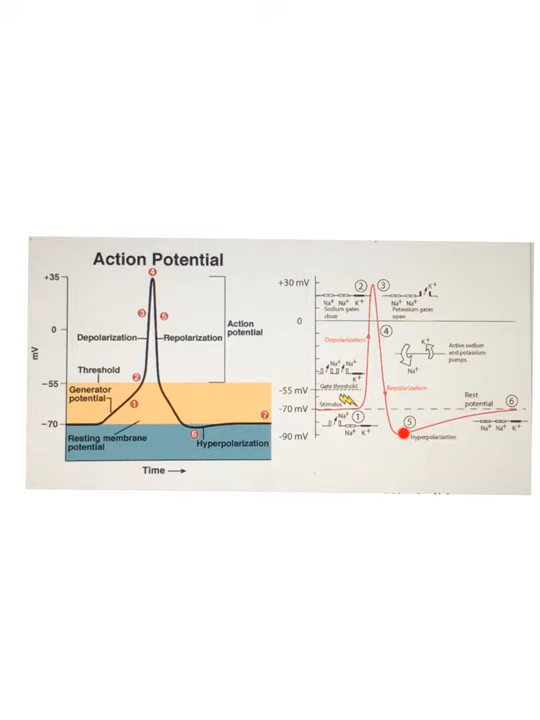 Action Potential
+35
4
3
5
0
mV
Depolarization
Repolarization
Action
potential
Threshold
2
-55
Generator
potential
1
7
-70
Resting membrane
potential
6
Hyperpolarization
Time
+30 mV
2
3
K+
Na+ Na+ K+
Na+ Na+
Sodium gates
close
Potassium gates
open
0
4
Depolarization
K+
Active sodium
and potassium
pumps.
Na+
Na+ Na+
K+
Repolarization
-55 mV
Gate threshold
Rest
potential
6
Stimulus
-70 mV
Na+
1
5
Na+ K+
Na+ Na+ K+
-90 mV
Hyperpolarization